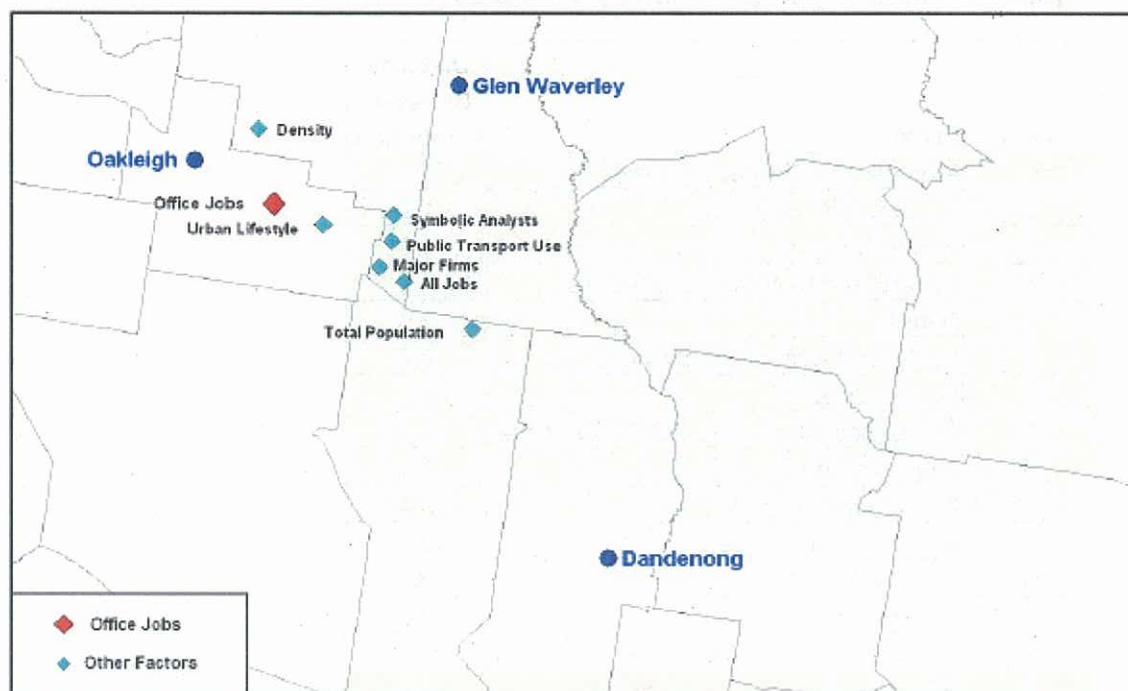 Glen Waverley
Density
Oakleigh
Office Jobs
Urban Lifestyle
Symbolic Analysts
Public Transport Use
Major Firms
All Jobs
Total Population
Dandenong
Office Jobs
Other Factors